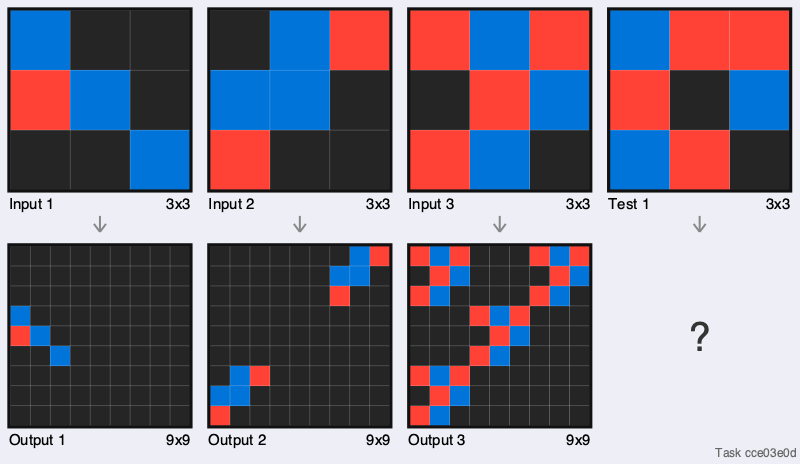 Input 1 3x3 Input 2 3x3 Input 3 3x3 Test 1 3x3
?
Output 1 9x9 Output 2 9x9 Output 3 9x9
Task cce03e0d